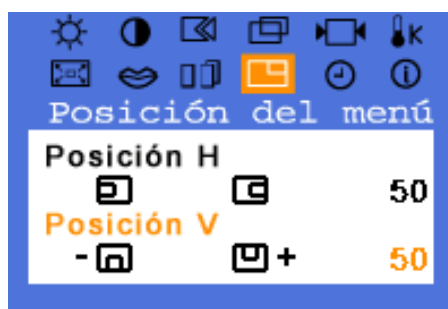 K
Posición del menú
Posición H
50
Posición V
- + 50